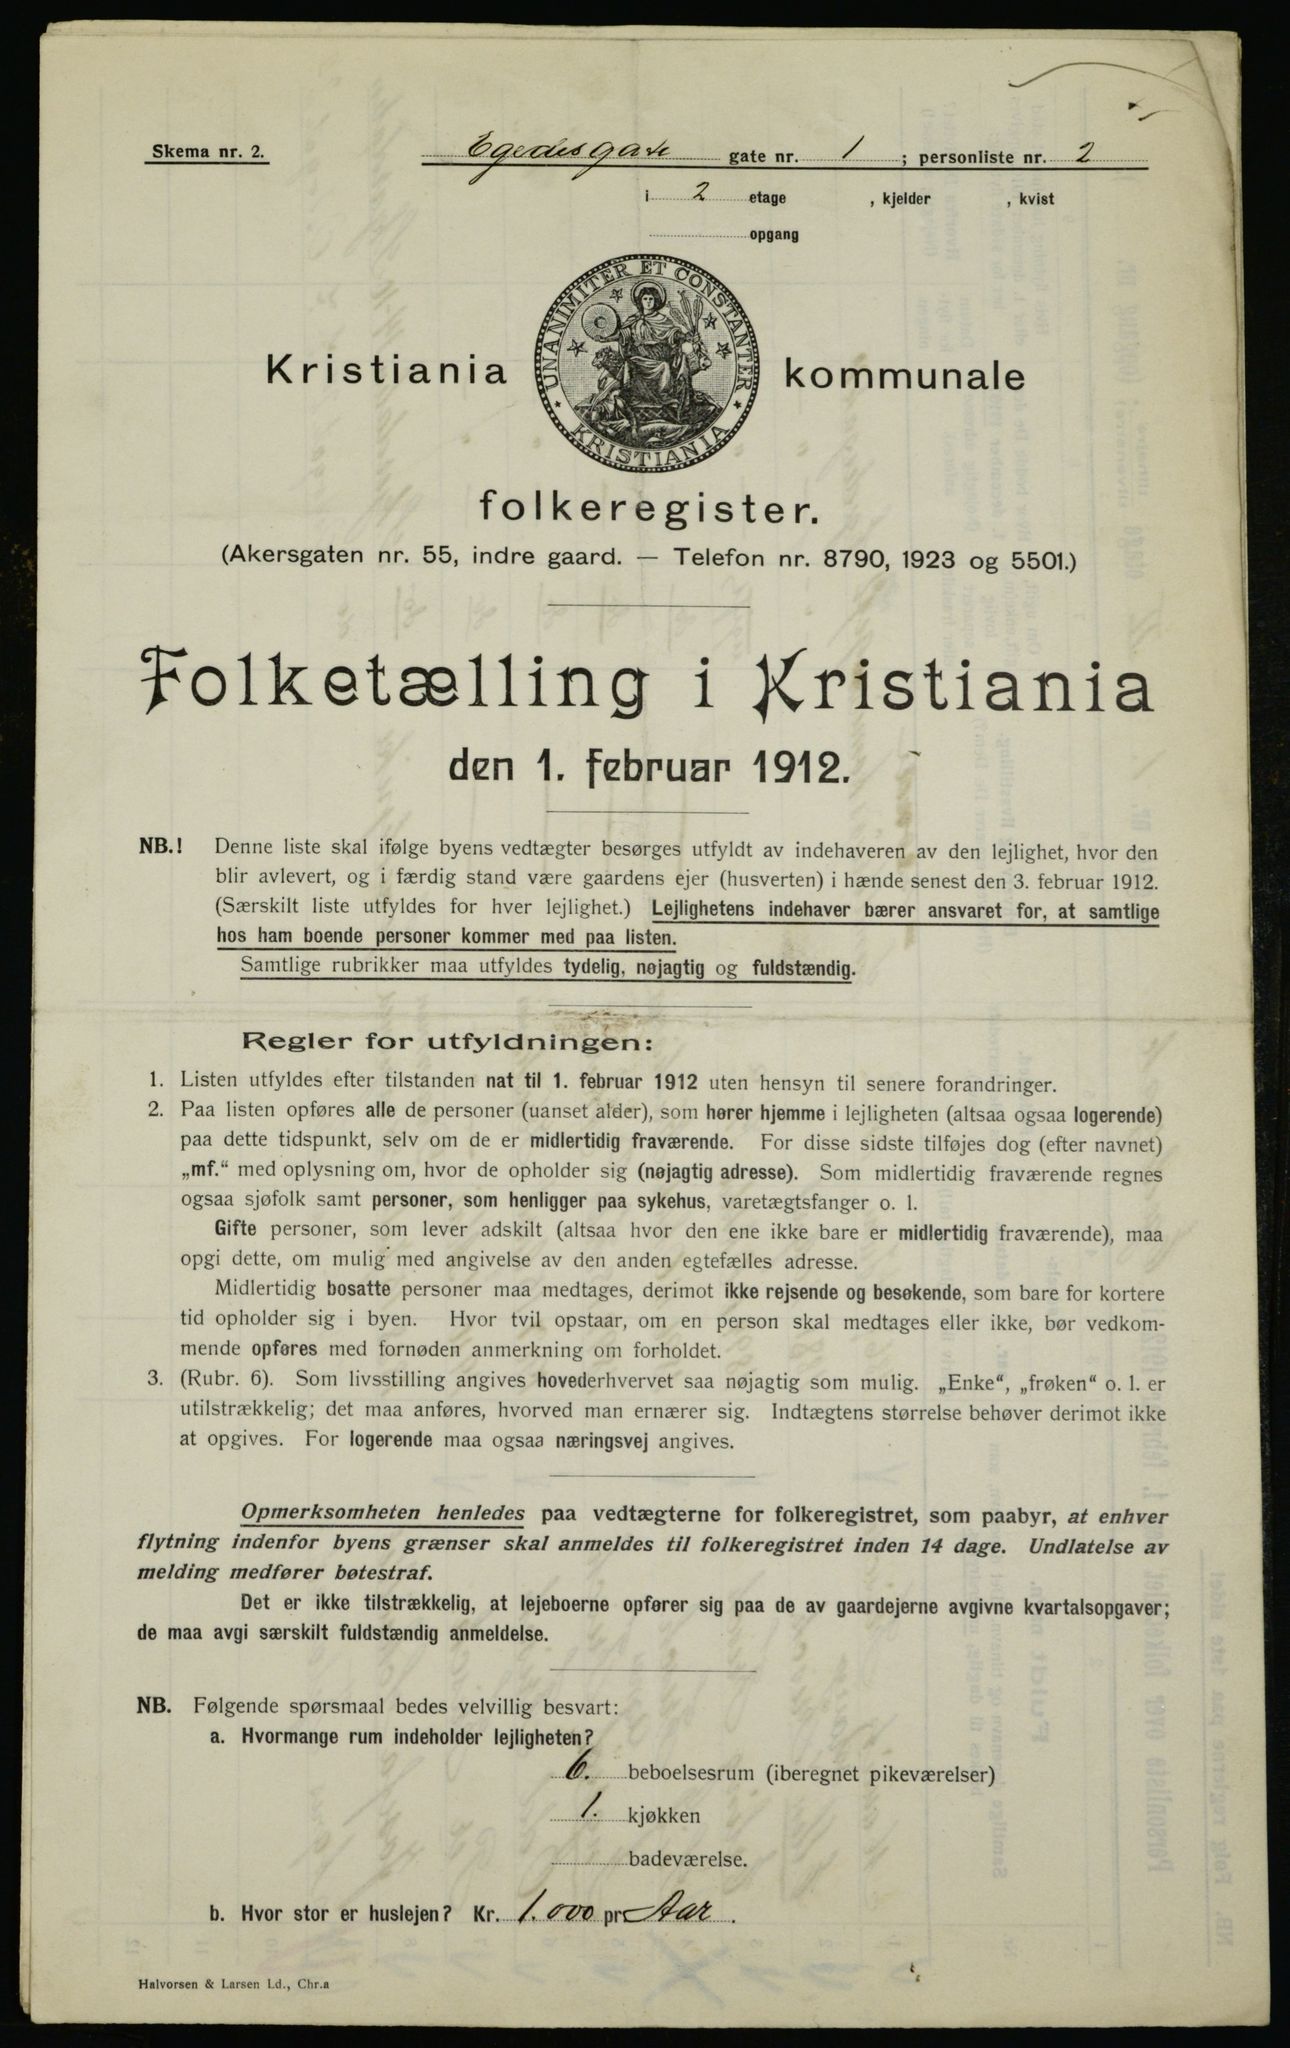 Skema nr. 2.
Egedesgate gate nr. 1 ; personliste nr. 2
i 2 etage , kjelder , kvist
opgang
UNANIMITER ET CONSTANTER
KRISTIANIA
Kristiania kommunale
folkeregister.
(Akersgaten nr. 55, indre gaard. — Telefon nr. 8790, 1923 og 5501.)
Folketælling i Kristiania
den 1. februar 1912.
NB.! Denne liste skal ifølge byens vedtægter besørges utfyldt av indehaveren av den lejlighet, hvor den
blir avlevert, og i færdig stand være gaardens ejer (husverten) i hænde senest den 3. februar 1912.
(Særskilt liste utfyldes for hver lejlighet.) Lejlighetens indehaver bærer ansvaret for, at samtlige
hos ham boende personer kommer med paa listen.
Samtlige rubrikker maa utfyldes tydelig, nøjagtig og fuldstændig.
Regler for utfyldningen:
1. Listen utfyldes efter tilstanden nat til 1. februar 1912 uten hensyn til senere forandringer.
2. Paa listen opføres alle de personer (uanset alder), som hører hjemme i lejligheten (altsaa ogsaa logerende)
paa dette tidspunkt, selv om de er midlertidig fraværende. For disse sidste tilføjes dog (efter navnet)
„mf.“ med oplysning om, hvor de opholder sig (nøjagtig adresse). Som midlertidig fraværende regnes
ogsaa sjøfolk samt personer, som henligger paa sykehus, varetægtsfanger o. l.
Gifte personer, som lever adskilt (altsaa hvor den ene ikke bare er midlertidig fraværende), maa
opgi dette, om mulig med angivelse av den anden egtefælles adresse.
Midlertidig bosatte personer maa medtages, derimot ikke rejsende og besøkende, som bare for kortere
tid opholder sig i byen. Hvor tvil opstaar, om en person skal medtages eller ikke, bør vedkom-
mende opføres med fornøden anmerkning om forholdet.
3. (Rubr. 6). Som livsstilling angives hovederhvervet saa nøjagtig som mulig. „Enke“, „frøken“ o. l. er
utilstrækkelig; det maa anføres, hvorved man ernærer sig. Indtægtens størrelse behøver derimot ikke
at opgives. For logerende maa ogsaa næringsvej angives.
Opmerksomheten henledes paa vedtægterne for folkeregistret, som paabyr, at enhver
flytning indenfor byens grænser skal anmeldes til folkeregistret inden 14 dage. Undlatelse av
melding medfører bøtestraf.
Det er ikke tilstrækkelig, at lejeboerne opfører sig paa de av gaardejerne avgivne kvartalsopgaver;
de maa avgi særskilt fuldstændig anmeldelse.
NB. Følgende spørsmaal bedes velvillig besvart:
a. Hvormange rum indeholder lejligheten?
6. beboelsesrum (iberegnet pikeværelser)
1. kjøkken
badeværelse.
b. Hvor stor er huslejen? Kr. 1.000 pr Aar.
Halvorsen & Larsen Ld., Chr.a